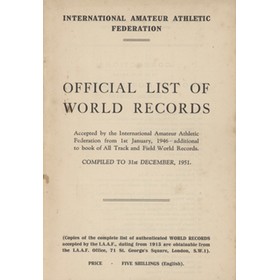 INTERNATIONAL AMATEUR ATHLETIC
FEDERATION
OFFICIAL LIST OF
WORLD RECORDS
Accepted by the International Amateur Athletic
Federation from 1st January, 1946—additional
to book of All Track and Field World Records.
COMPILED TO 31st DECEMBER, 1951.
(Copies of the complete list of authenticated WORLD RECORDS
accepted by the I.A.A.F., dating from 1913 are obtainable from
the I.A.A.F. Office, 71 St. George's Square, London, S.W.1).
PRICE - FIVE SHILLINGS (English).